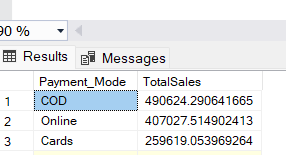 90 %
Results Messages
Payment_Mode TotalSales
1 COD 490624.290641665
2 Online 407027.514902413
3 Cards 259619.053969264